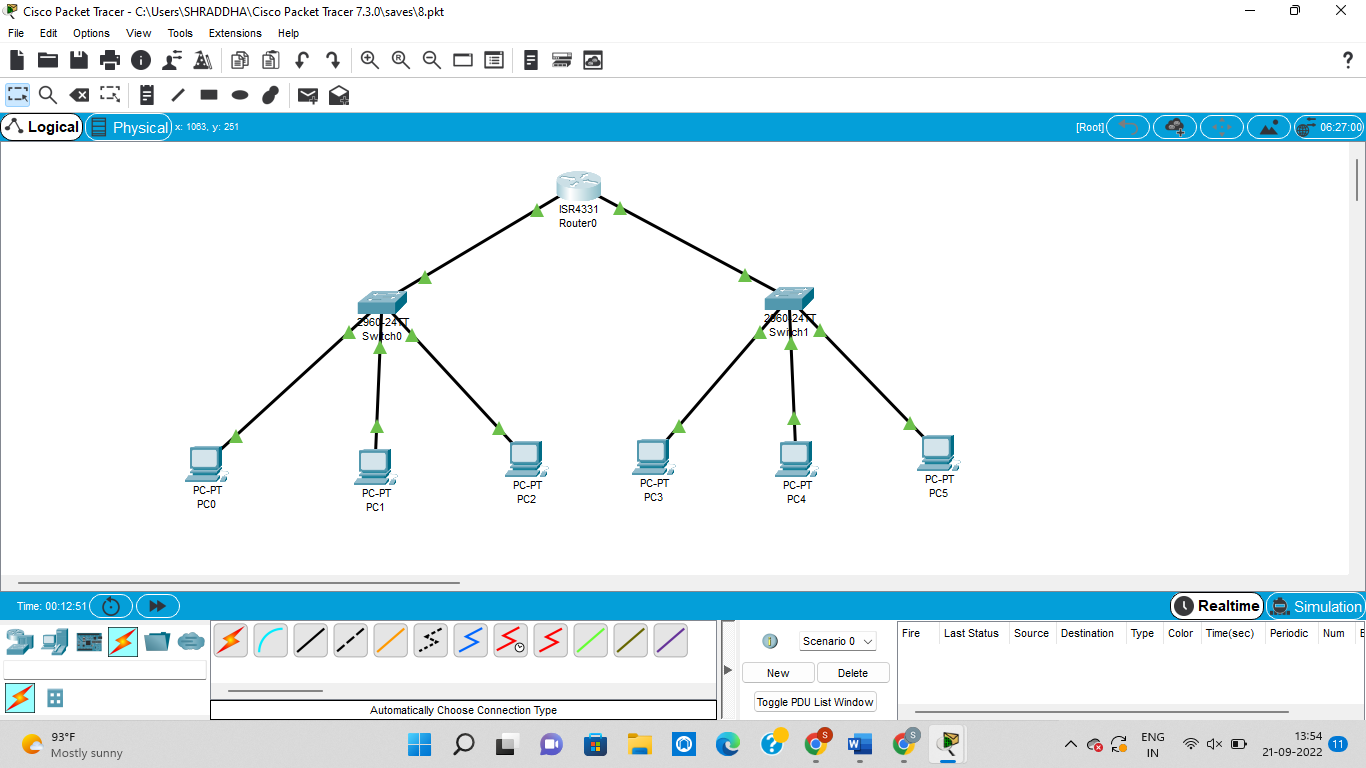 Cisco Packet Tracer - C:\Users\SHRADDHA\Cisco Packet Tracer 7.3.0\saves\8.pkt
File Edit Options View Tools Extensions Help
Logical Physical x: 1063, y: 251 [Root] 06:27:00
ISR4331
Router0
2960-24TT
Switch0
2960-24TT
Switch1
PC-PT
PC0
PC-PT
PC1
PC-PT
PC2
PC-PT
PC3
PC-PT
PC4
PC-PT
PC5
Time: 00:12:51 Realtime Simulation
Scenario 0
New Delete
Toggle PDU List Window
Fire Last Status Source Destination Type Color Time(sec) Periodic Num E
Automatically Choose Connection Type
93°F
Mostly sunny
ENG
IN
13:54
21-09-2022
11